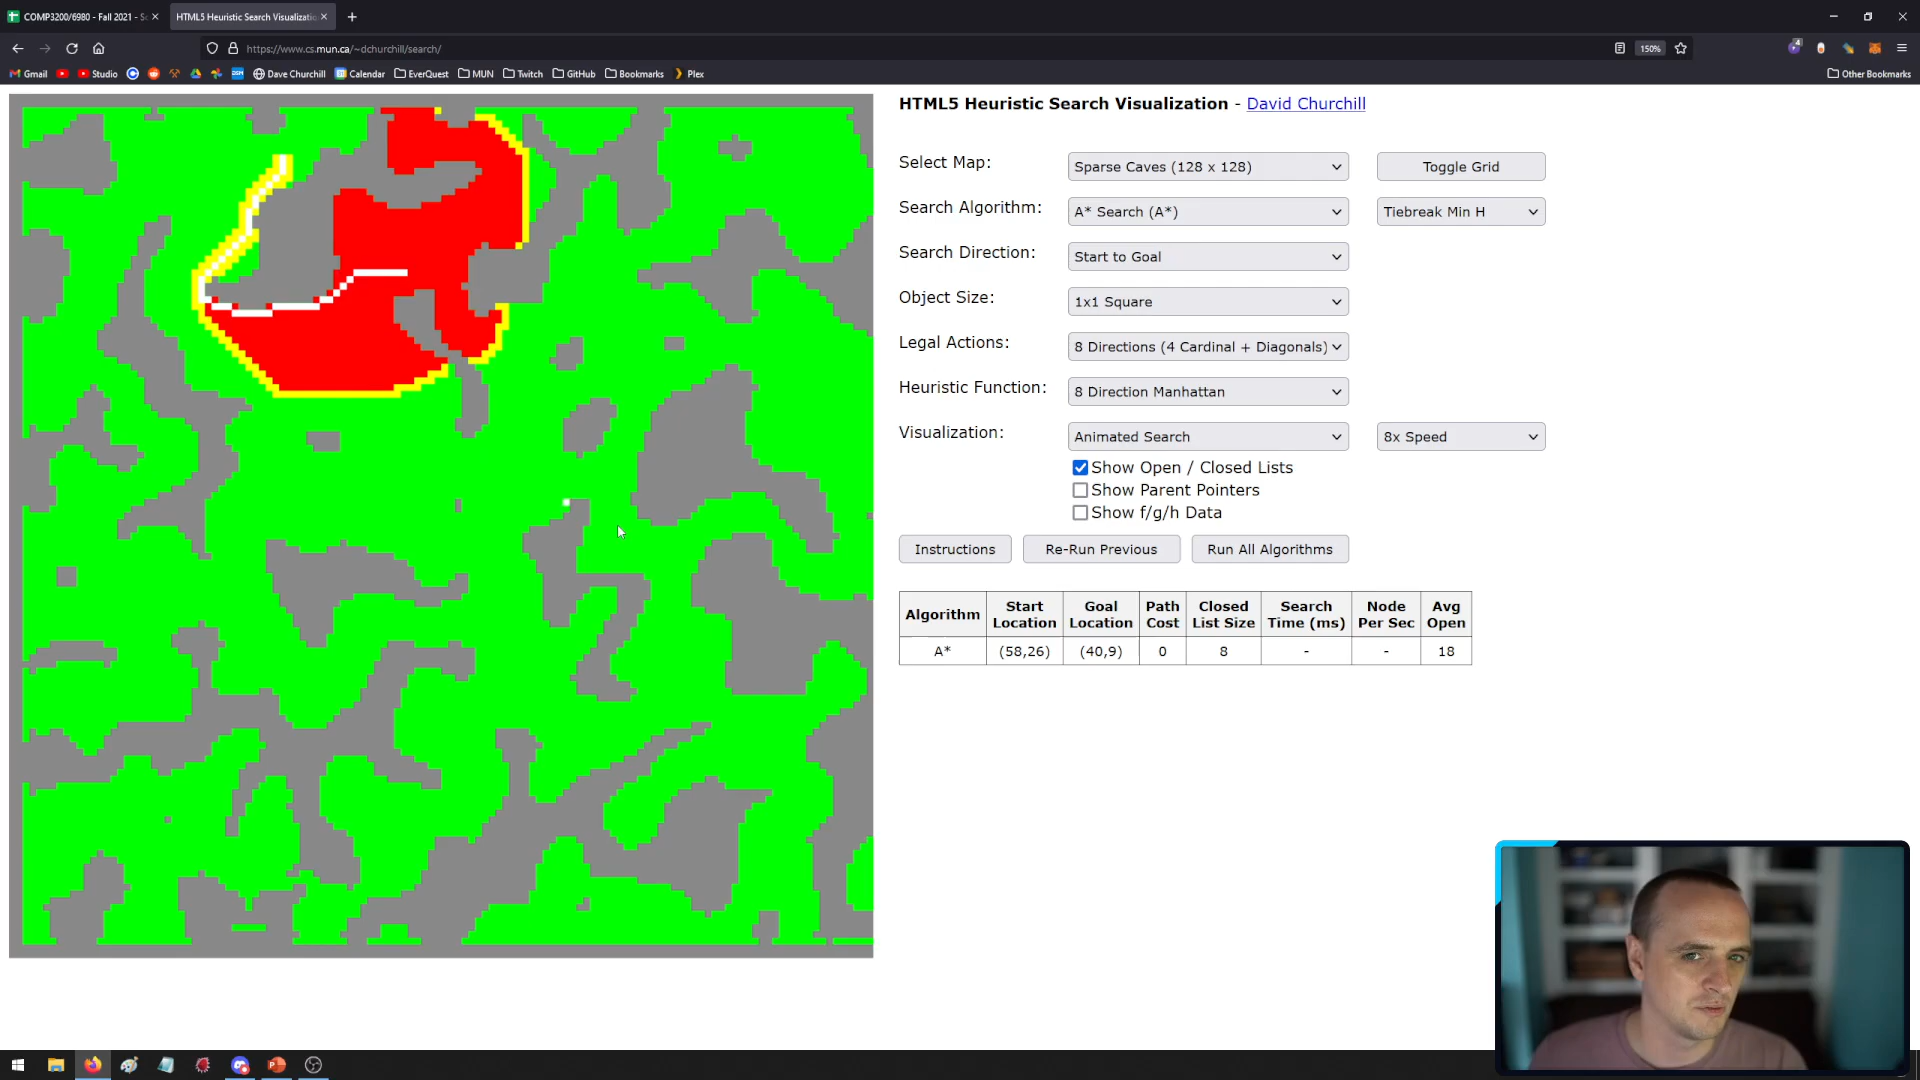 COMP3200/6980 - Fall 2021 - Sc
HTML5 Heuristic Search Visualizatio
https://www.cs.mun.ca/~dchurchill/search/
150%
4
Gmail
Studio
Dave Churchill
Calendar
EverQuest
MUN
Twitch
GitHub
Bookmarks
Plex
Other Bookmarks
HTML5 Heuristic Search Visualization - David Churchill
Select Map: Sparse Caves (128 x 128) Toggle Grid
Search Algorithm: A* Search (A*) Tiebreak Min H
Search Direction: Start to Goal
Object Size: 1x1 Square
Legal Actions: 8 Directions (4 Cardinal + Diagonals)
Heuristic Function: 8 Direction Manhattan
Visualization: Animated Search 8x Speed
Show Open / Closed Lists
Show Parent Pointers
Show f/g/h Data
Instructions Re-Run Previous Run All Algorithms
Algorithm Start Location Goal Location Path Cost Closed List Size Search Time (ms) Node Per Sec Avg Open
A* (58,26) (40,9) 0 8 - - 18